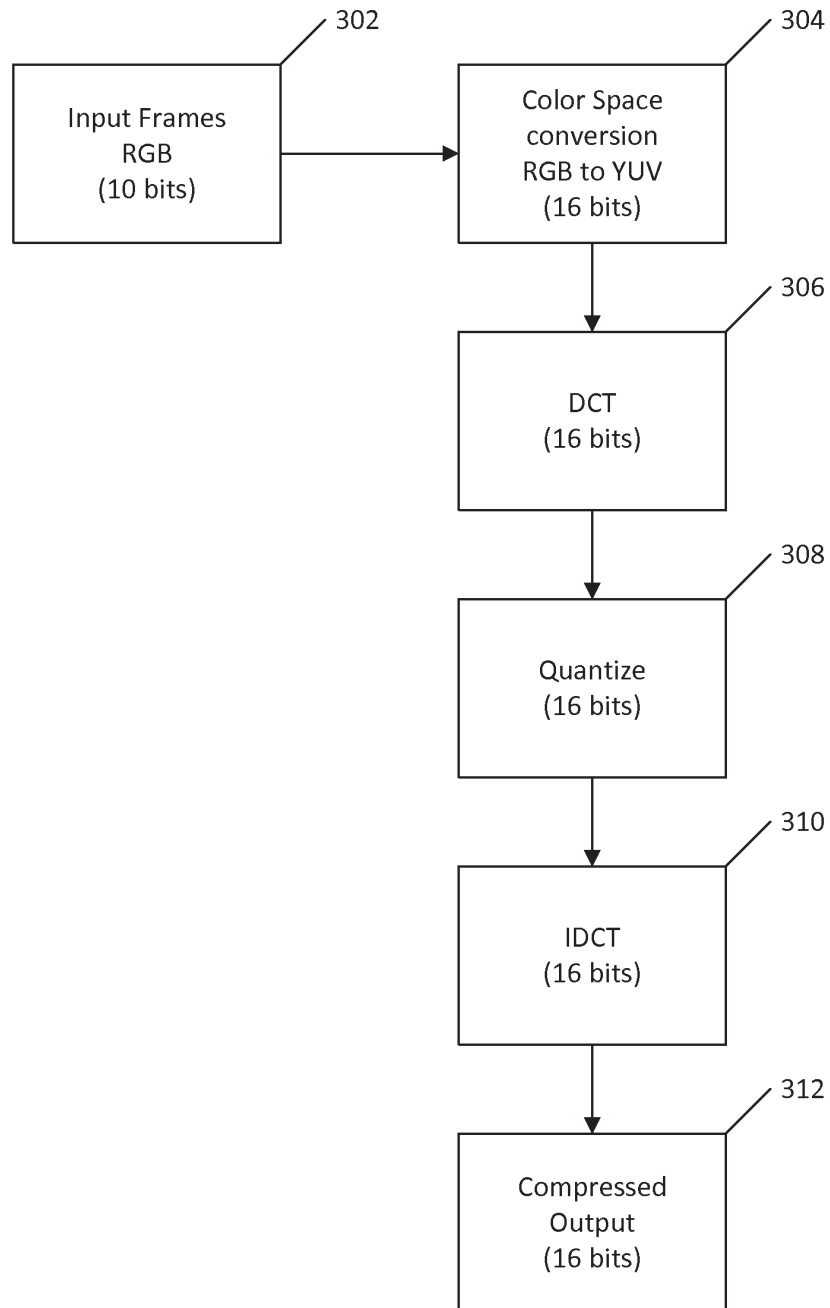 302
Input Frames
RGB
(10 bits)
304
Color Space
conversion
RGB to YUV
(16 bits)
306
DCT
(16 bits)
308
Quantize
(16 bits)
310
IDCT
(16 bits)
312
Compressed
Output
(16 bits)